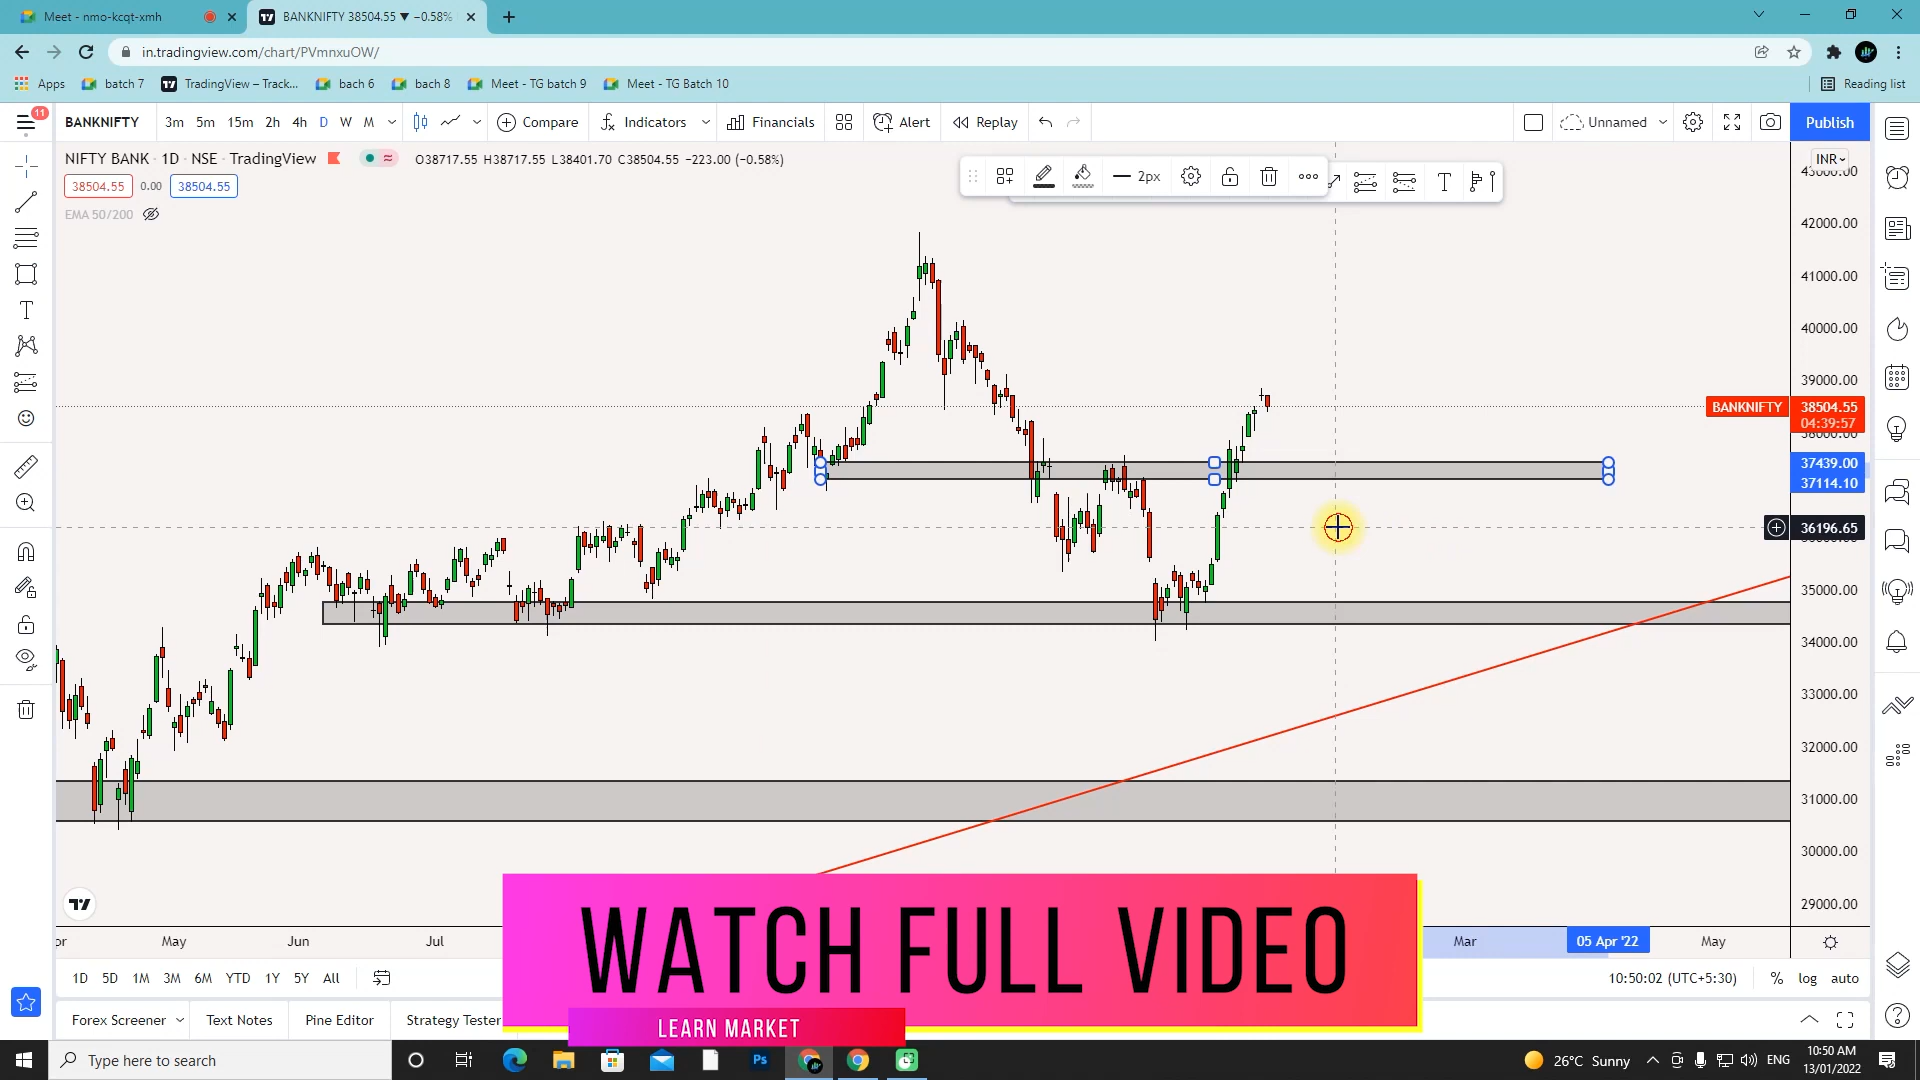 Meet - nmo-kcqt-xmh
BANKNIFTY 38504.55 ▼ −0.58%
in.tradingview.com/chart/PVmnxuOW/
Apps
batch 7
TradingView – Track...
bach 6
bach 8
Meet - TG batch 9
Meet - TG Batch 10
Reading list
11
BANKNIFTY
3m 5m 15m 2h 4h D W M
Compare
Indicators
Financials
Alert
Replay
Unnamed
Publish
NIFTY BANK · 1D · NSE · TradingView
O38717.55 H38717.55 L38401.70 C38504.55 −223.00 (−0.58%)
38504.55 0.00 38504.55
EMA 50/200
2px
INR
43000.00
42000.00
41000.00
40000.00
39000.00
BANKNIFTY 38504.55
04:39:57
38000.00
37439.00
37114.10
36196.65
35000.00
34000.00
33000.00
32000.00
31000.00
30000.00
29000.00
May Jun Jul Mar 05 Apr '22 May
1D 5D 1M 3M 6M YTD 1Y 5Y All
10:50:02 (UTC+5:30) % log auto
WATCH FULL VIDEO
LEARN MARKET
Forex Screener
Text Notes
Pine Editor
Strategy Tester
Type here to search
Ps
26°C Sunny
ENG
10:50 AM
13/01/2022